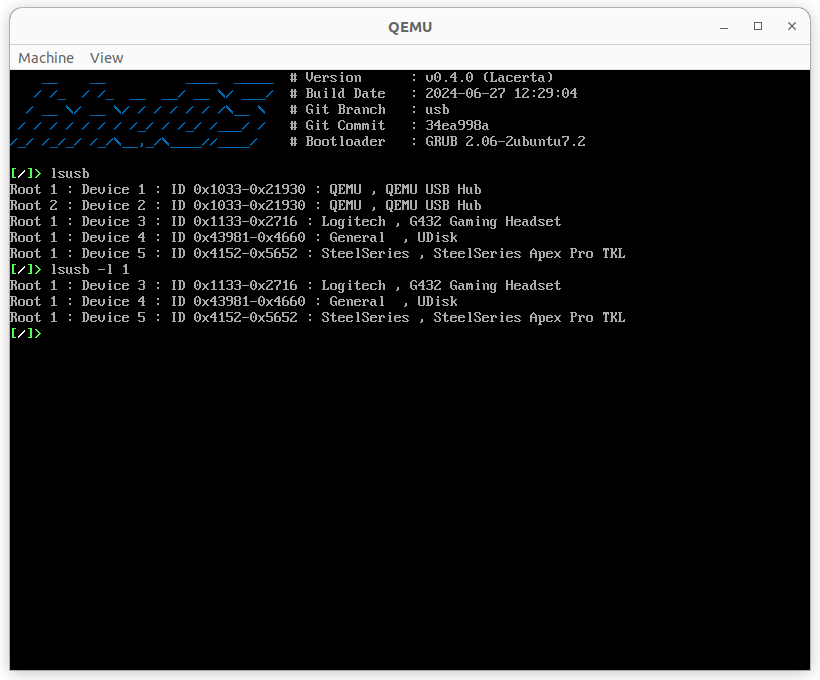 QEMU
Machine View
# Version : v0.4.0 (Lacerta)
# Build Date : 2024-06-27 12:29:04
# Git Branch : usb
# Git Commit : 34ea998a
# Bootloader : GRUB 2.06-2ubuntu7.2
[/]> lsusb
Root 1 : Device 1 : ID 0x1033-0x21930 : QEMU , QEMU USB Hub
Root 2 : Device 2 : ID 0x1033-0x21930 : QEMU , QEMU USB Hub
Root 1 : Device 3 : ID 0x1133-0x2716 : Logitech , G432 Gaming Headset
Root 1 : Device 4 : ID 0x43981-0x4660 : General  , UDisk
Root 1 : Device 5 : ID 0x4152-0x5652 : SteelSeries , SteelSeries Apex Pro TKL
[/]> lsusb -l 1
Root 1 : Device 3 : ID 0x1133-0x2716 : Logitech , G432 Gaming Headset
Root 1 : Device 4 : ID 0x43981-0x4660 : General  , UDisk
Root 1 : Device 5 : ID 0x4152-0x5652 : SteelSeries , SteelSeries Apex Pro TKL
[/]>